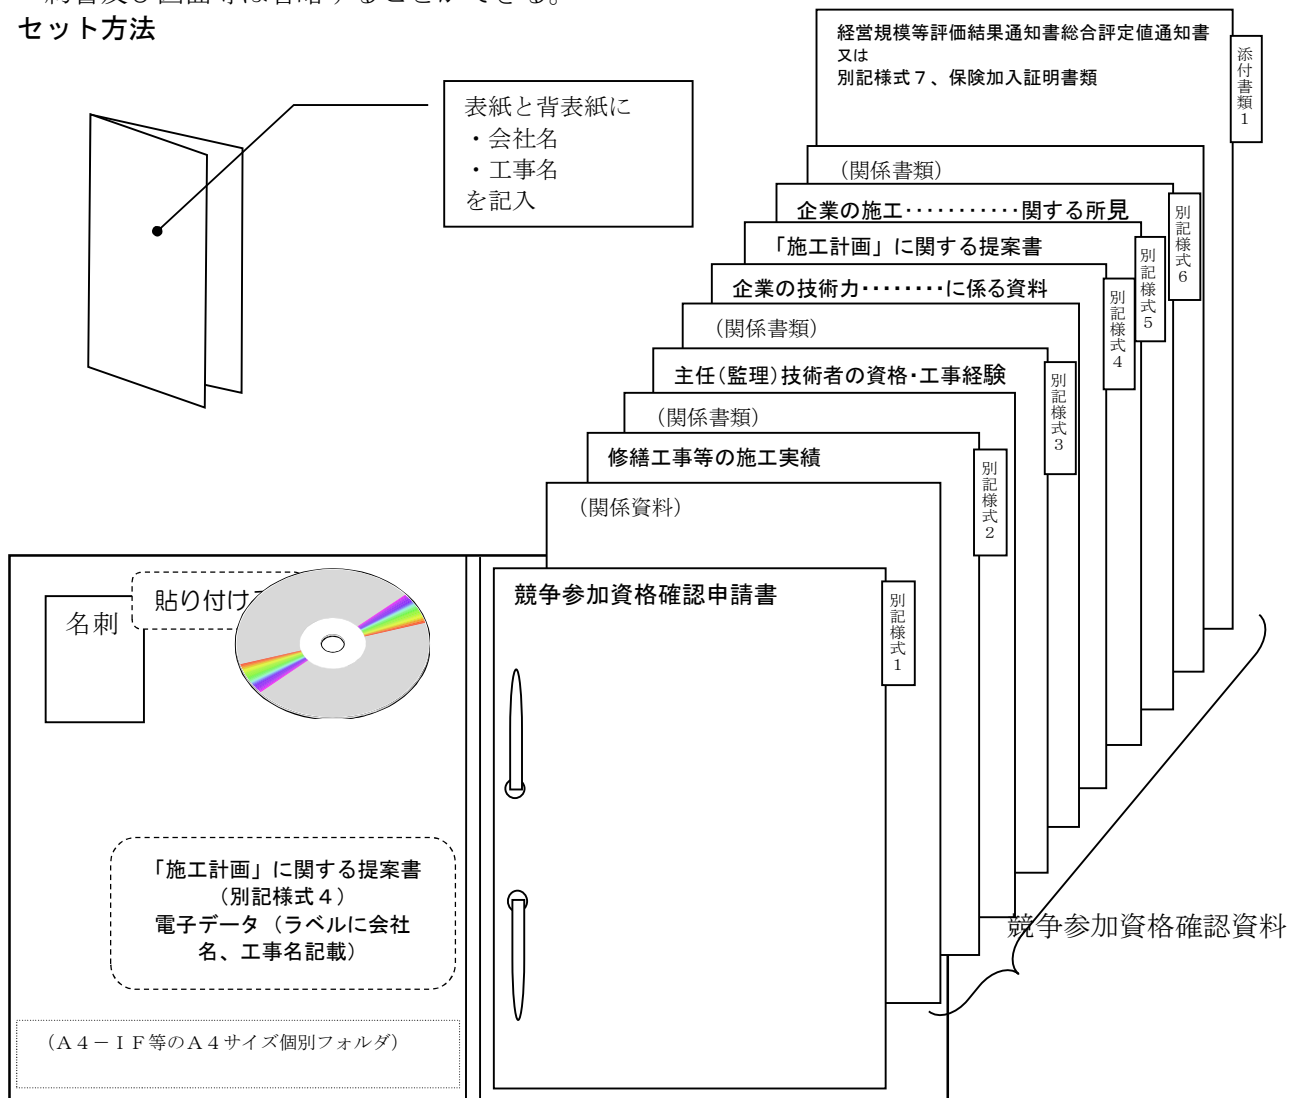 セット方法
表紙と背表紙に
・会社名
・工事名
を記入
経営規模等評価結果通知書総合評定値通知書
又は
別記様式７、保険加入証明書類
添付書類１
（関係書類）
企業の施工‥‥‥‥‥‥関する所見
別記様式６
「施工計画」に関する提案書
別記様式５
企業の技術力‥‥‥‥に係る資料
別記様式４
（関係書類）
主任（監理）技術者の資格・工事経験
別記様式３
（関係書類）
修繕工事等の施工実績
別記様式２
（関係資料）
競争参加資格確認申請書
別記様式１
名刺
貼り付け
「施工計画」に関する提案書
（別記様式４）
電子データ（ラベルに会社
名、工事名記載）
（Ａ４－ＩＦ等のＡ４サイズ個別フォルダ）
競争参加資格確認資料